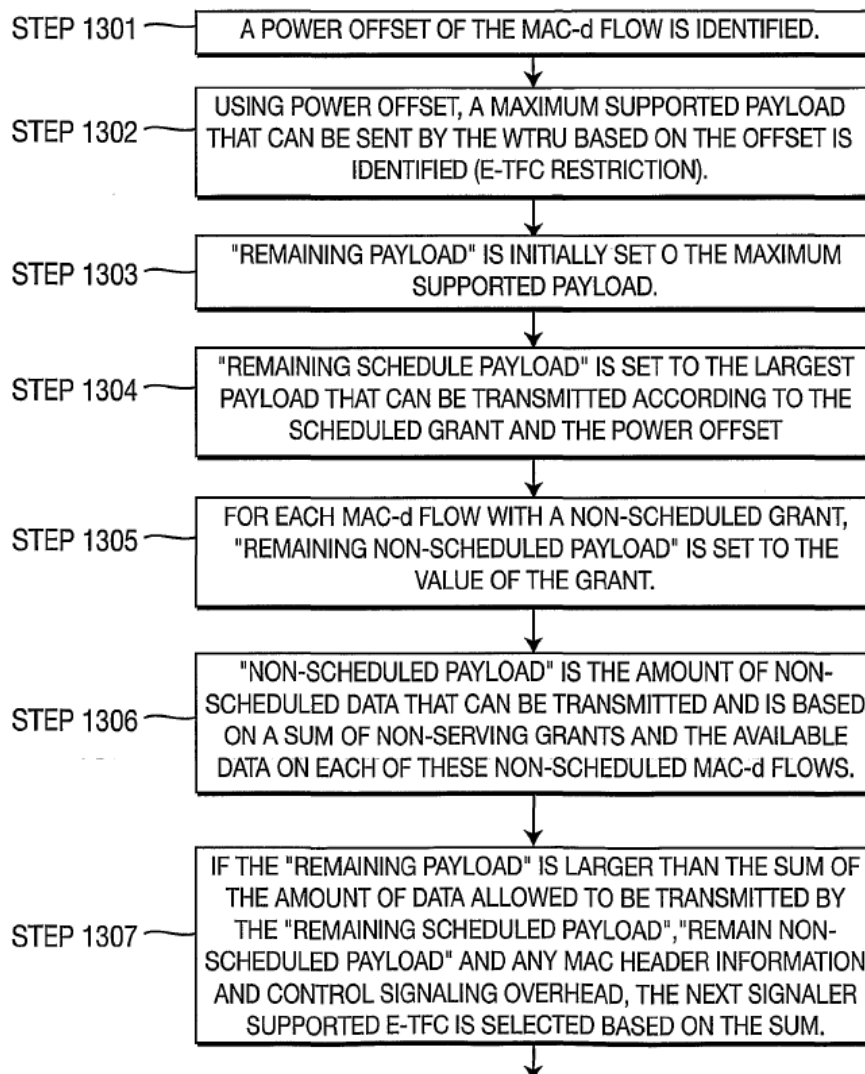 STEP 1301
A POWER OFFSET OF THE MAC-d FLOW IS IDENTIFIED.
STEP 1302
USING POWER OFFSET, A MAXIMUM SUPPORTED PAYLOAD
THAT CAN BE SENT BY THE WTRU BASED ON THE OFFSET IS
IDENTIFIED (E-TFC RESTRICTION).
STEP 1303
"REMAINING PAYLOAD" IS INITIALLY SET O THE MAXIMUM
SUPPORTED PAYLOAD.
STEP 1304
"REMAINING SCHEDULE PAYLOAD" IS SET TO THE LARGEST
PAYLOAD THAT CAN BE TRANSMITTED ACCORDING TO THE
SCHEDULED GRANT AND THE POWER OFFSET
STEP 1305
FOR EACH MAC-d FLOW WITH A NON-SCHEDULED GRANT,
"REMAINING NON-SCHEDULED PAYLOAD" IS SET TO THE
VALUE OF THE GRANT.
STEP 1306
"NON-SCHEDULED PAYLOAD" IS THE AMOUNT OF NON-
SCHEDULED DATA THAT CAN BE TRANSMITTED AND IS BASED
ON A SUM OF NON-SERVING GRANTS AND THE AVAILABLE
DATA ON EACH OF THESE NON-SCHEDULED MAC-d FLOWS.
STEP 1307
IF THE "REMAINING PAYLOAD" IS LARGER THAN THE SUM OF
THE AMOUNT OF DATA ALLOWED TO BE TRANSMITTED BY
THE "REMAINING SCHEDULED PAYLOAD","REMAIN NON-
SCHEDULED PAYLOAD" AND ANY MAC HEADER INFORMATION
AND CONTROL SIGNALING OVERHEAD, THE NEXT SIGNALER
SUPPORTED E-TFC IS SELECTED BASED ON THE SUM.